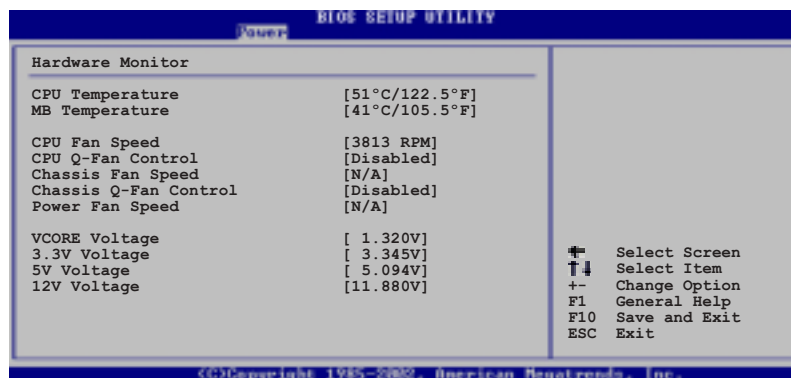 BIOS SETUP UTILITY
Power
Hardware Monitor
CPU Temperature [51°C/122.5°F]
MB Temperature [41°C/105.5°F]
CPU Fan Speed [3813 RPM]
CPU Q-Fan Control [Disabled]
Chassis Fan Speed [N/A]
Chassis Q-Fan Control [Disabled]
Power Fan Speed [N/A]
VCORE Voltage [ 1.320V]
3.3V Voltage [ 3.345V]
5V Voltage [ 5.094V]
12V Voltage [11.880V]
Select Screen
↑↓ Select Item
+- Change Option
F1 General Help
F10 Save and Exit
ESC Exit
(C)Copyright 1985-2002, American Megatrends, Inc.